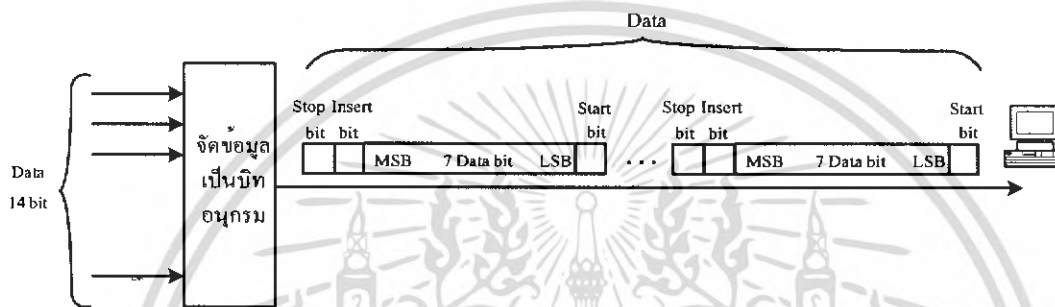 Data
Stop Insert
bit bit
Start
bit
Stop Insert
bit bit
Start
bit
MSB 7 Data bit LSB
...
MSB 7 Data bit LSB
จัดข้อมูล
เป็นบิท
อนุกรม
Data
14 bit